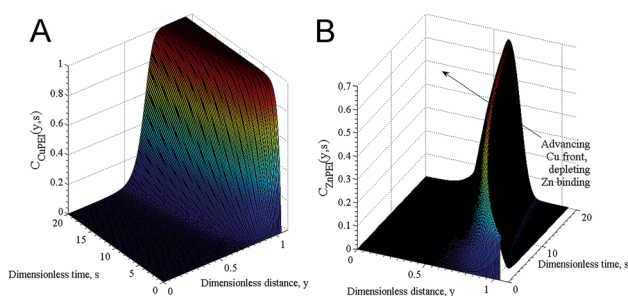 A
1
0.8
0.6
0.4
0.2
0
C_CuPEI(y,s)
20
15
10
5
0
Dimensionless time, s
0
0.5
1
Dimensionless distance, y
B
0.7
0.6
0.5
0.4
0.3
0.2
0.1
0
C_ZnPEI(y,s)
Advancing
Cu front,
depleting
Zn binding
0
0.5
1
Dimensionless distance, y
0
10
20
Dimensionless time, s